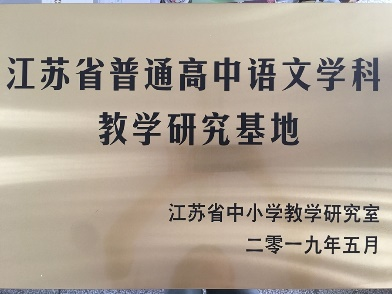 江苏省普通高中语文学科
教学研究基地
江苏省中小学教学研究室
二零一九年五月